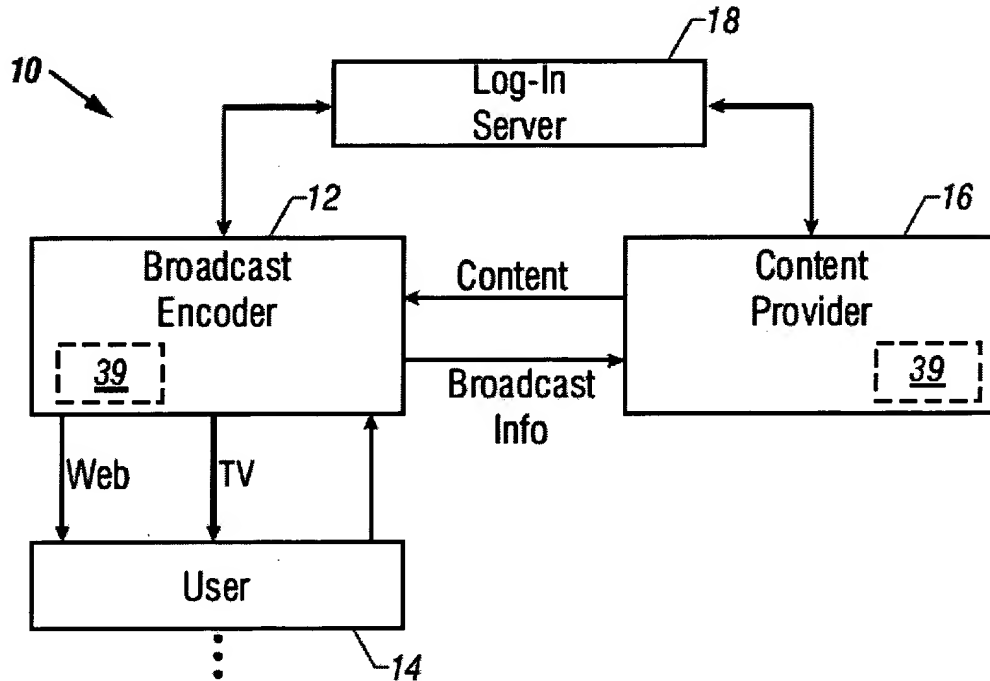 18
10
Log-In
Server
12
16
Broadcast
Encoder
39
Content
Broadcast
Info
Content
Provider
39
Web
TV
User
14